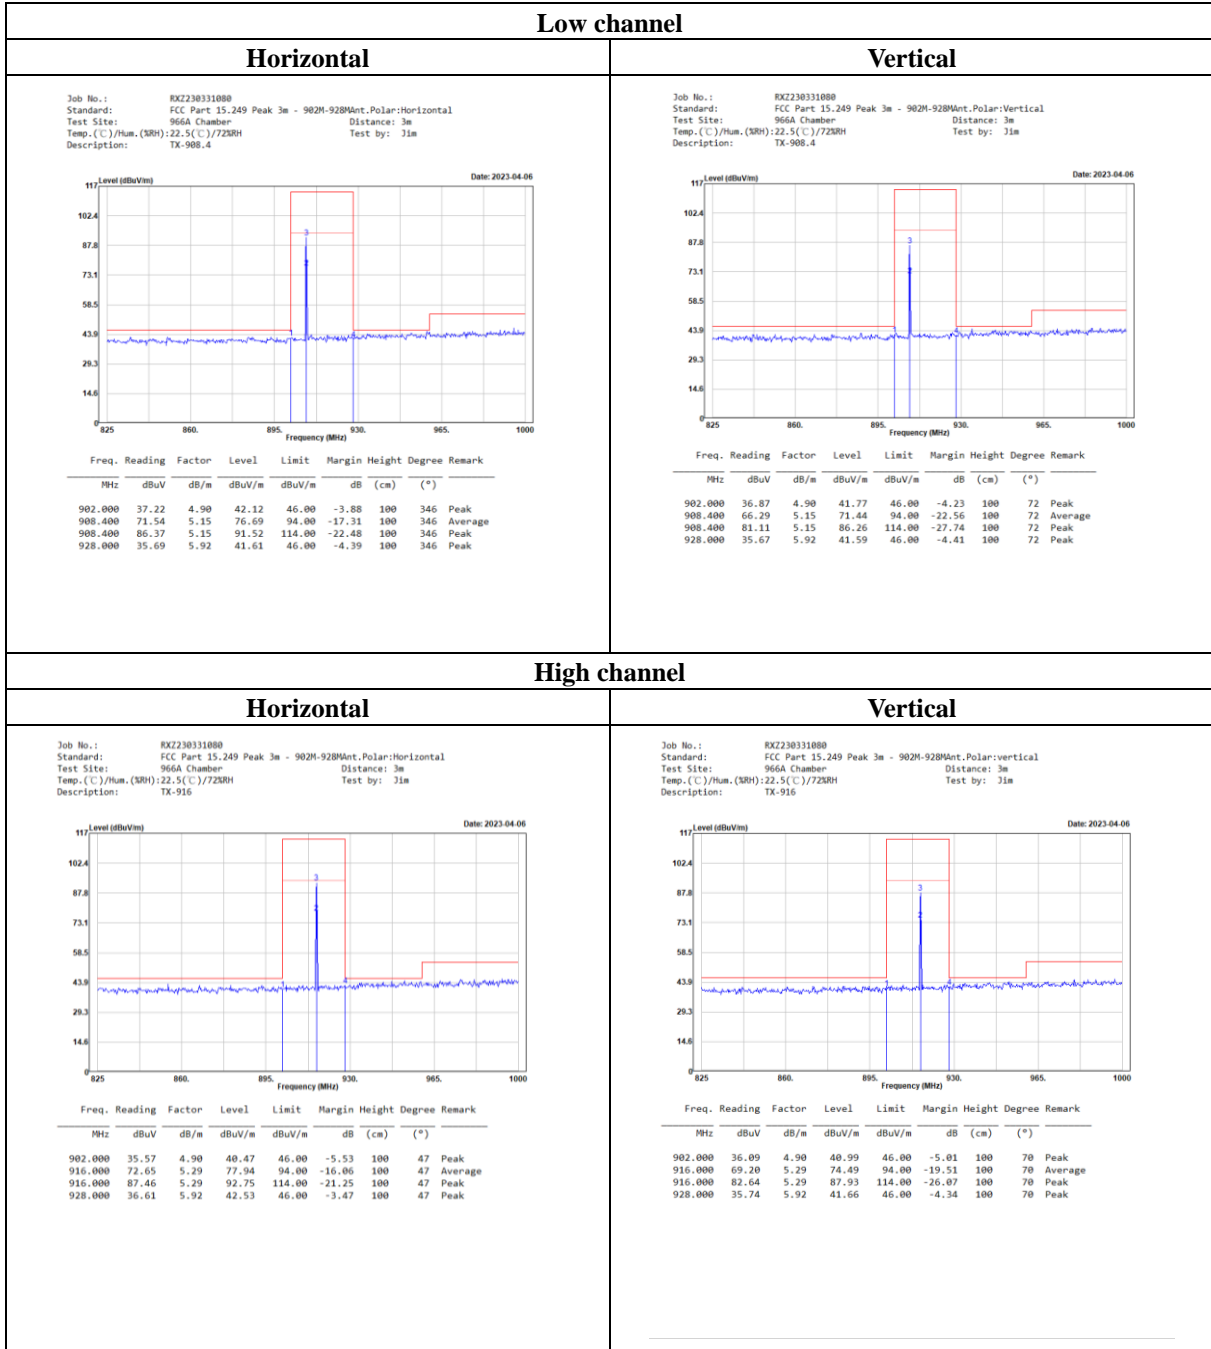 Low channel
Horizontal Vertical
Job No.: RXZ230331080
Standard: FCC Part 15.249 Peak 3m - 902M-928MAnt.Polar:Horizontal
Test Site: 966A Chamber Distance: 3m
Temp.(℃)/Hum.(%RH):22.5(℃)/72%RH Test by: Jim
Description: TX-908.4
Level (dBuV/m) Date: 2023-04-06
117
102.4
87.8
73.1
58.5
43.9
29.3
14.6
0
3
2
825 860. 895. 930. 965. 1000
Frequency (MHz)
Freq. Reading Factor Level Limit Margin Height Degree Remark
MHz dBuV dB/m dBuV/m dBuV/m dB (cm) (°)
902.000 37.22 4.90 42.12 46.00 -3.88 100 346 Peak
908.400 71.54 5.15 76.69 94.00 -17.31 100 346 Average
908.400 86.37 5.15 91.52 114.00 -22.48 100 346 Peak
928.000 35.69 5.92 41.61 46.00 -4.39 100 346 Peak
Job No.: RXZ230331080
Standard: FCC Part 15.249 Peak 3m - 902M-928MAnt.Polar:Vertical
Test Site: 966A Chamber Distance: 3m
Temp.(℃)/Hum.(%RH):22.5(℃)/72%RH Test by: Jim
Description: TX-908.4
Level (dBuV/m) Date: 2023-04-06
117
102.4
87.8
73.1
58.5
43.9
29.3
14.6
0
3
2
825 860. 895. 930. 965. 1000
Frequency (MHz)
Freq. Reading Factor Level Limit Margin Height Degree Remark
MHz dBuV dB/m dBuV/m dBuV/m dB (cm) (°)
902.000 36.87 4.90 41.77 46.00 -4.23 100 72 Peak
908.400 66.29 5.15 71.44 94.00 -22.56 100 72 Average
908.400 81.11 5.15 86.26 114.00 -27.74 100 72 Peak
928.000 35.67 5.92 41.59 46.00 -4.41 100 72 Peak
High channel
Horizontal Vertical
Job No.: RXZ230331080
Standard: FCC Part 15.249 Peak 3m - 902M-928MAnt.Polar:Horizontal
Test Site: 966A Chamber Distance: 3m
Temp.(℃)/Hum.(%RH):22.5(℃)/72%RH Test by: Jim
Description: TX-916
Level (dBuV/m) Date: 2023-04-06
117
102.4
87.8
73.1
58.5
43.9
29.3
14.6
0
3
2
1 4
825 860. 895. 930. 965. 1000
Frequency (MHz)
Freq. Reading Factor Level Limit Margin Height Degree Remark
MHz dBuV dB/m dBuV/m dBuV/m dB (cm) (°)
902.000 35.57 4.90 40.47 46.00 -5.53 100 47 Peak
916.000 72.65 5.29 77.94 94.00 -16.06 100 47 Average
916.000 87.46 5.29 92.75 114.00 -21.25 100 47 Peak
928.000 36.61 5.92 42.53 46.00 -3.47 100 47 Peak
Job No.: RXZ230331080
Standard: FCC Part 15.249 Peak 3m - 902M-928MAnt.Polar:vertical
Test Site: 966A Chamber Distance: 3m
Temp.(℃)/Hum.(%RH):22.5(℃)/72%RH Test by: Jim
Description: TX-916
Level (dBuV/m) Date: 2023-04-06
117
102.4
87.8
73.1
58.5
43.9
29.3
14.6
0
3
2
1 4
825 860. 895. 930. 965. 1000
Frequency (MHz)
Freq. Reading Factor Level Limit Margin Height Degree Remark
MHz dBuV dB/m dBuV/m dBuV/m dB (cm) (°)
902.000 36.09 4.90 40.99 46.00 -5.01 100 70 Peak
916.000 69.20 5.29 74.49 94.00 -19.51 100 70 Average
916.000 82.64 5.29 87.93 114.00 -26.07 100 70 Peak
928.000 35.74 5.92 41.66 46.00 -4.34 100 70 Peak